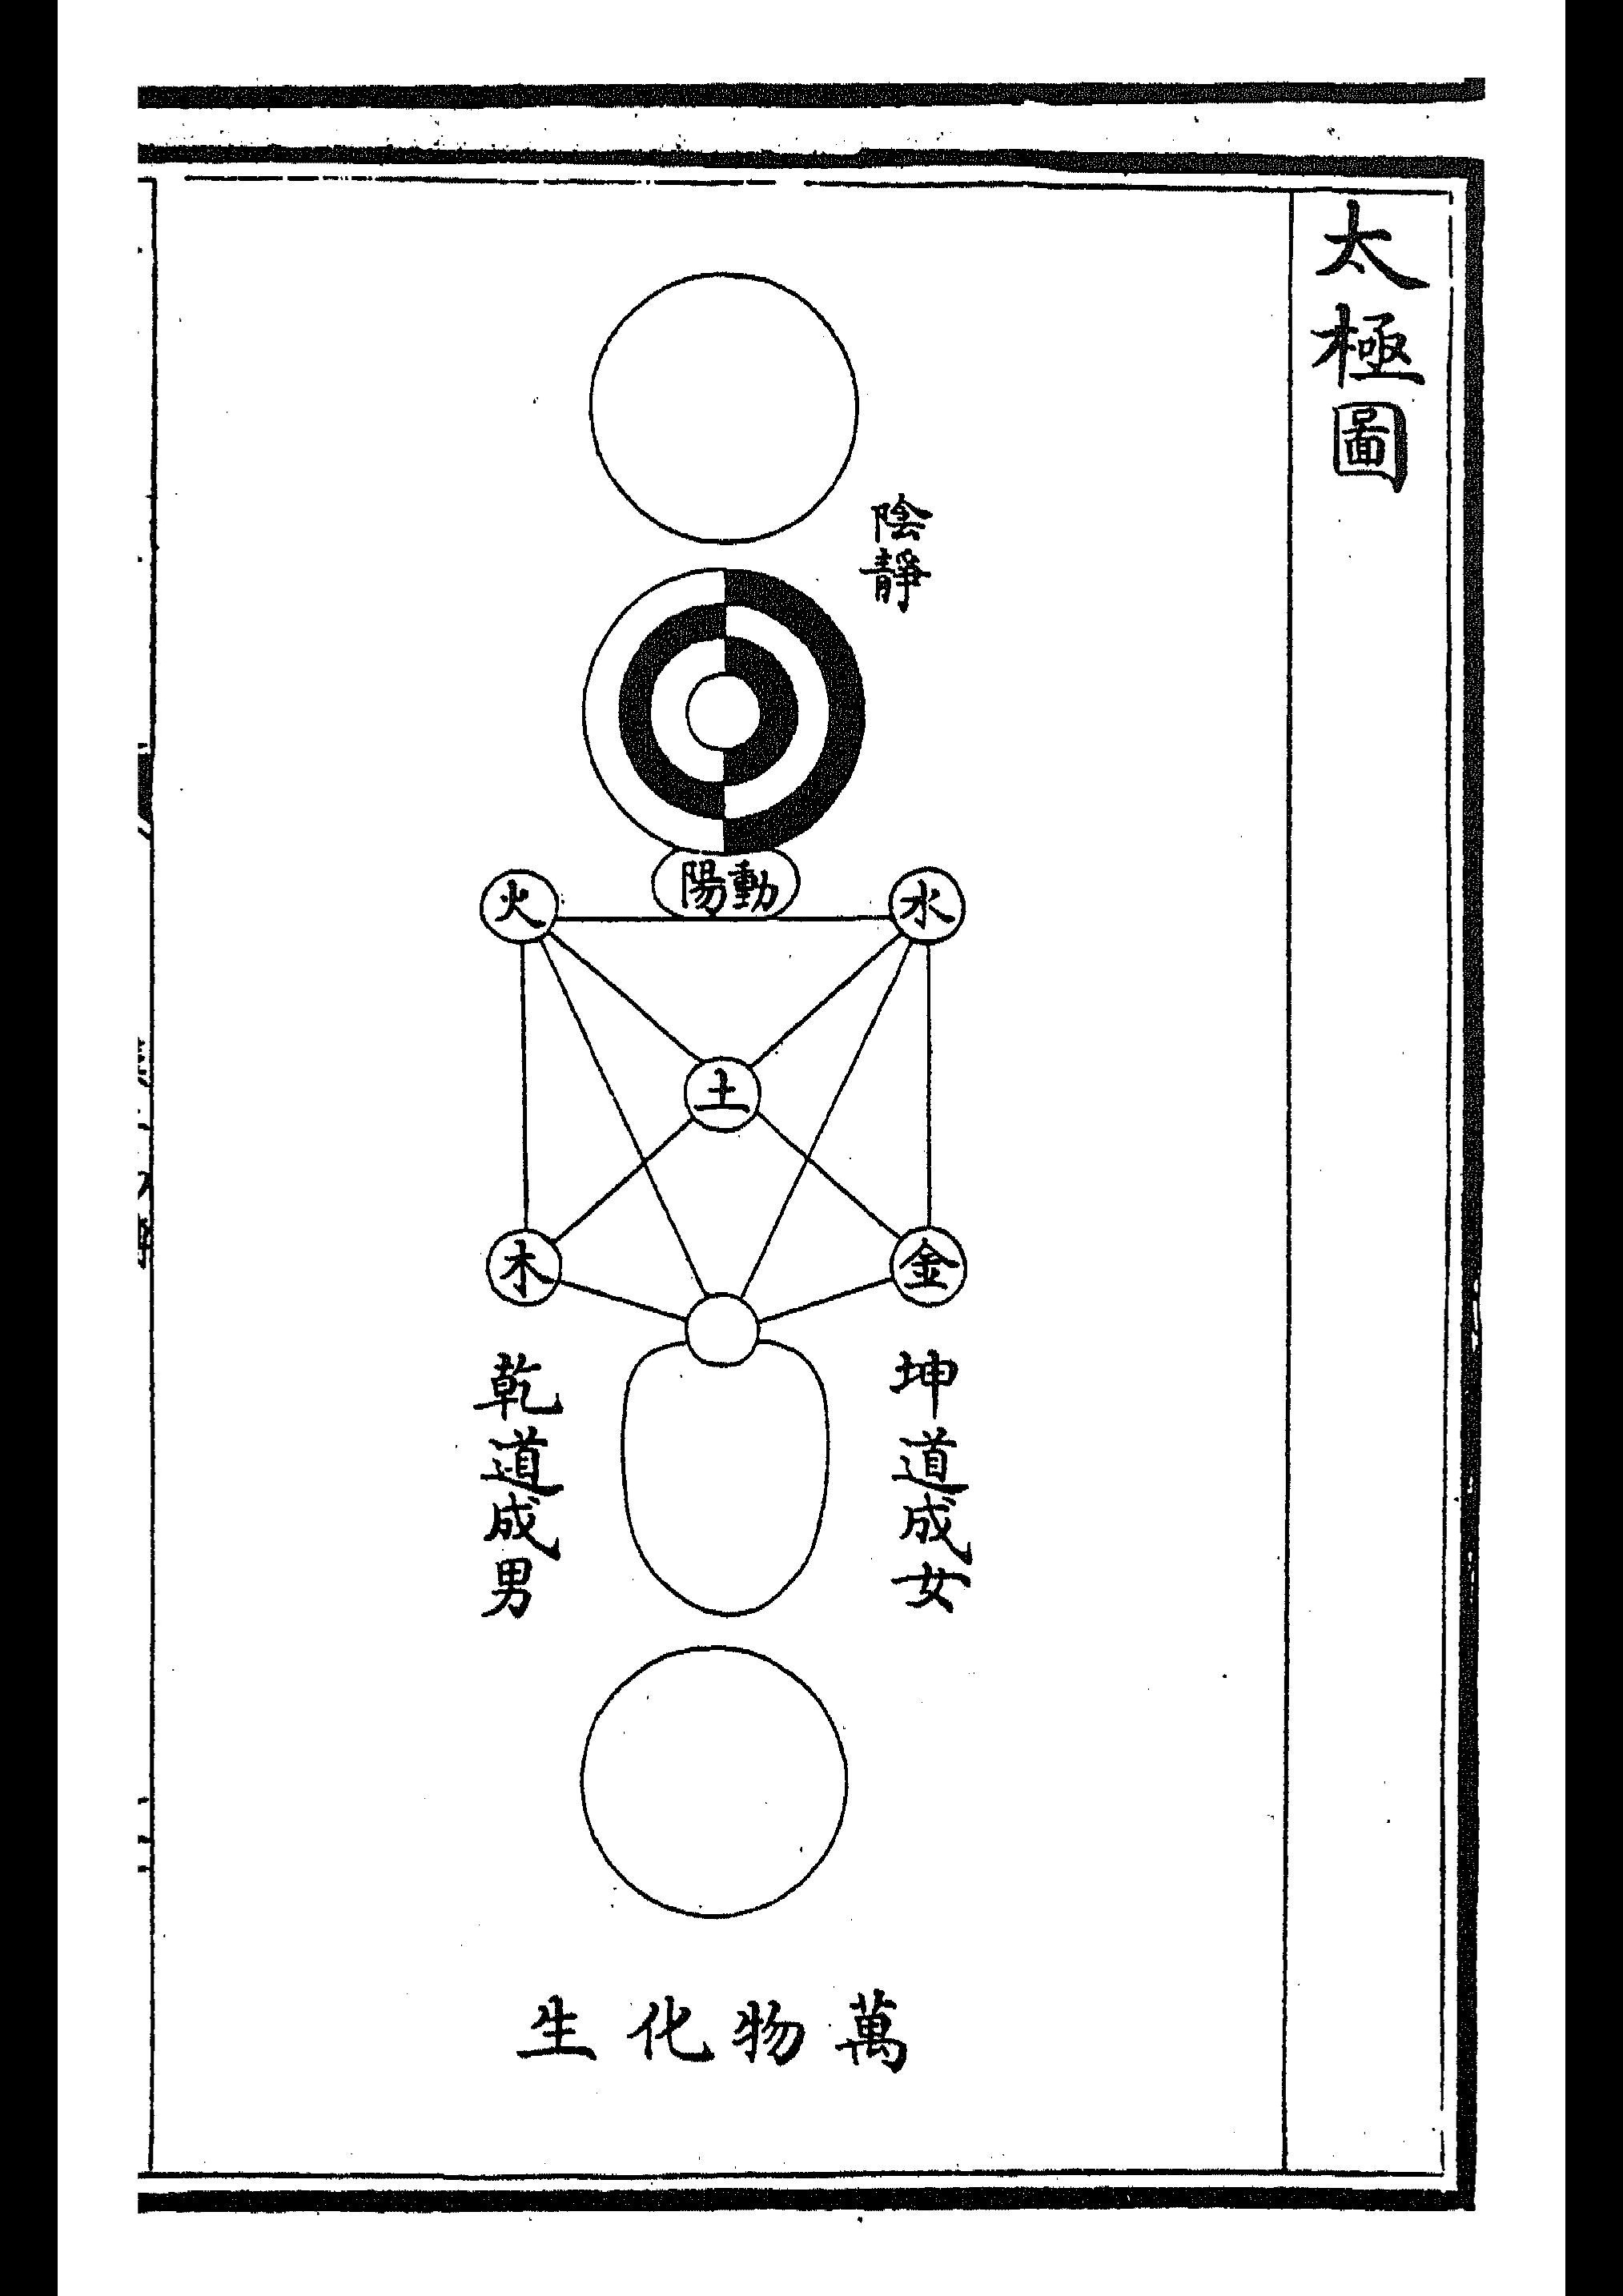 太極圖
陰靜
陽動
水
火
土
金
木
坤道成女
乾道成男
萬物化生